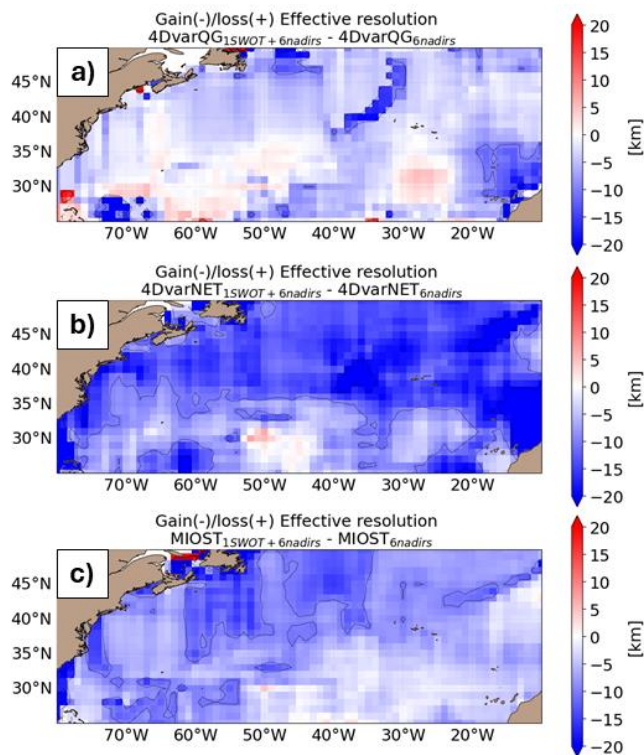 Gain(-)/loss(+) Effective resolution
4DvarQG1SWOT+6nadirs - 4DvarQG6nadirs
a)
45°N
40°N
35°N
30°N
70°W 60°W 50°W 40°W 30°W 20°W
20
15
10
5
0
−5
−10
−15
−20
[km]
Gain(-)/loss(+) Effective resolution
4DvarNET1SWOT+6nadirs - 4DvarNET6nadirs
b)
45°N
40°N
35°N
30°N
70°W 60°W 50°W 40°W 30°W 20°W
20
15
10
5
0
−5
−10
−15
−20
[km]
Gain(-)/loss(+) Effective resolution
MIOST1SWOT+6nadirs - MIOST6nadirs
c)
45°N
40°N
35°N
30°N
70°W 60°W 50°W 40°W 30°W 20°W
20
15
10
5
0
−5
−10
−15
−20
[km]